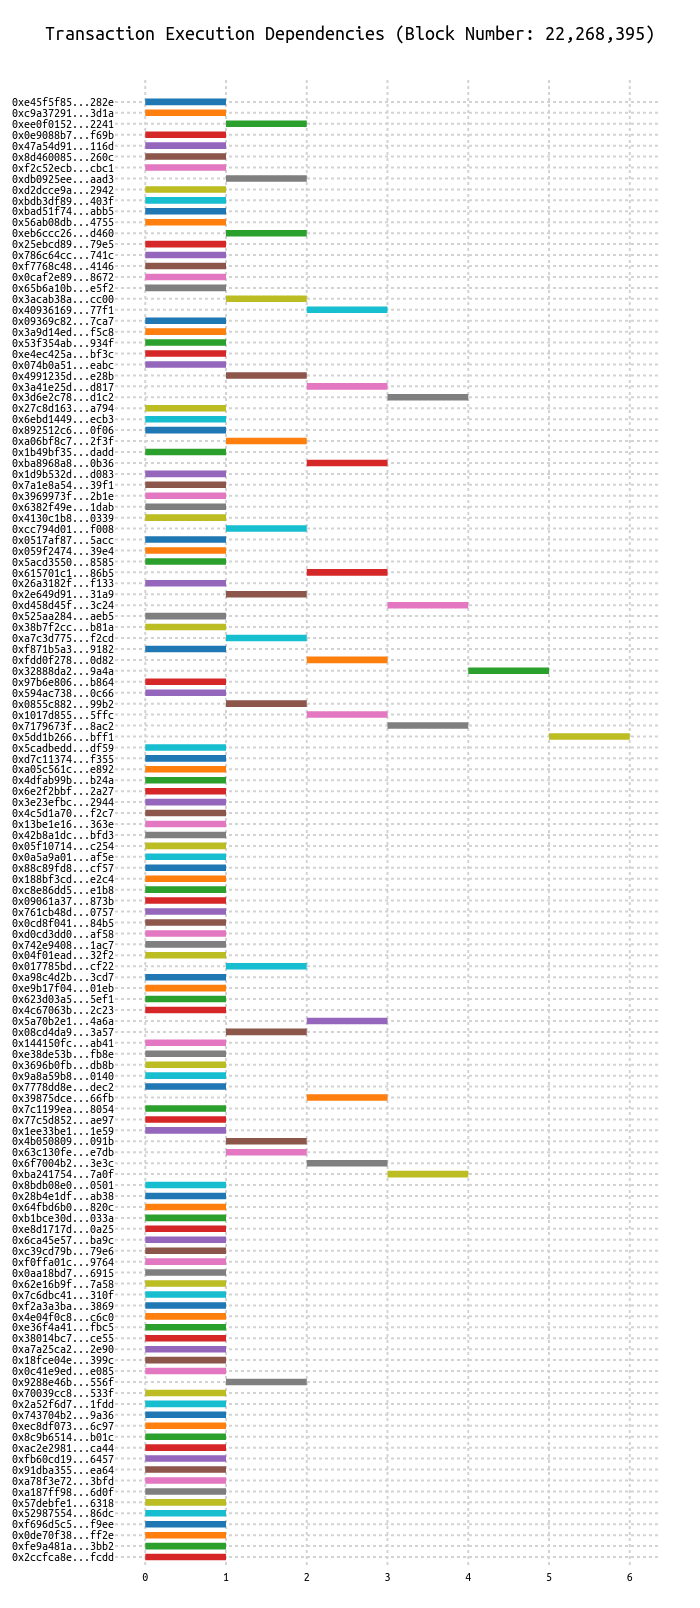 Transaction Execution Dependencies (Block Number: 22,268,395)
0xe45f5f85...282e
0xc9a37291...3d1a
0xee0f0152...2241
0x0e9088b7...f69b
0x47a54d91...116d
0x8d460085...260c
0xf2c52ecb...cbc1
0xdb0925ee...aad3
0xd2dcce9a...2942
0xbdb3df89...403f
0xbad51f74...abb5
0x56ab08db...4755
0xeb6ccc26...d460
0x25ebcd89...79e5
0x786c64cc...741c
0xf7768c48...4146
0x0caf2e89...8672
0x65b6a10b...e5f2
0x3acab38a...cc00
0x40936169...77f1
0x09369c82...7ca7
0x3a9d14ed...f5c8
0x53f354ab...934f
0xe4ec425a...bf3c
0x074b0a51...eabc
0x4991235d...e28b
0x3a41e25d...d817
0x3d6e2c78...d1c2
0x27c8d163...a794
0x6ebd1449...ecb3
0x892512c6...0f06
0xa06bf8c7...2f3f
0x1b49bf35...dadd
0xba8968a8...0b36
0x1d9b532d...d083
0x7a1e8a54...39f1
0x3969973f...2b1e
0x6382f49e...1dab
0x4130c1b8...0339
0xcc794d01...f008
0x0517af87...5acc
0x059f2474...39e4
0x5acd3550...8585
0x615701c1...86b5
0x26a3182f...f133
0x2e649d91...31a9
0xd458d45f...3c24
0x525aa284...aeb5
0x38b7f2cc...b81a
0xa7c3d775...f2cd
0xf871b5a3...9182
0xfdd0f278...0d82
0x32888da2...9a4a
0x97b6e806...b864
0x594ac738...0c66
0x0855c882...99b2
0x1017d855...5ffc
0x7179673f...8ac2
0x5dd1b266...bff1
0x5cadbedd...df59
0xd7c11374...f355
0xa05c561c...e892
0x4dfab99b...b24a
0x6e2f2bbf...2a27
0x3e23efbc...2944
0x4c5d1a70...f2c7
0x13be1e16...363e
0x42b8a1dc...bfd3
0x05f10714...c254
0x0a5a9a01...af5e
0x88c89fd8...cf57
0x188bf3cd...e2c4
0xc8e86dd5...e1b8
0x09061a37...873b
0x761cb48d...0757
0x0cd8f041...84b5
0xd0cd3dd0...af58
0x742e9408...1ac7
0x04f01ead...32f2
0x017785bd...cf22
0xa98c4d2b...3cd7
0xe9b17f04...01eb
0x623d03a5...5ef1
0x4c67063b...2c23
0x5a70b2e1...4a6a
0x08cd4da9...3a57
0x144150fc...ab41
0xe38de53b...fb8e
0x3696b0fb...db8b
0x9a8a59b8...0140
0x7778dd8e...dec2
0x39875dce...66fb
0x7c1199ea...8054
0x77c5d852...ae97
0x1ee33be1...1e59
0x4b050809...091b
0x63c130fe...e7db
0x6f7004b2...3e3c
0xba241754...7a0f
0x8bdb08e0...0501
0x28b4e1df...ab38
0x64fbd6b0...820c
0xb1bce30d...033a
0xe8d1717d...0a25
0x6ca45e57...ba9c
0xc39cd79b...79e6
0xf0ffa01c...9764
0x0aa18bd7...6915
0x62e16b9f...7a58
0x7c6dbc41...310f
0xf2a3a3ba...3869
0x4e04f0c8...c6c0
0xe36f4a41...fbc5
0x38014bc7...ce55
0xa7a25ca2...2e90
0x18fce04e...399c
0x0c41e9ed...e085
0x9288e46b...556f
0x70039cc8...533f
0x2a52f6d7...1fdd
0x743704b2...9a36
0xec8df073...6c97
0x8c9b6514...b01c
0xac2e2981...ca44
0xfb60cd19...6457
0x91dba355...ea64
0xa78f3e72...3bfd
0xa187ff98...6d0f
0x57debfe1...6318
0x52987554...86dc
0xf696d5c5...f9ee
0x0de70f38...ff2e
0xfe9a481a...3bb2
0x2ccfca8e...fcdd
0 1 2 3 4 5 6